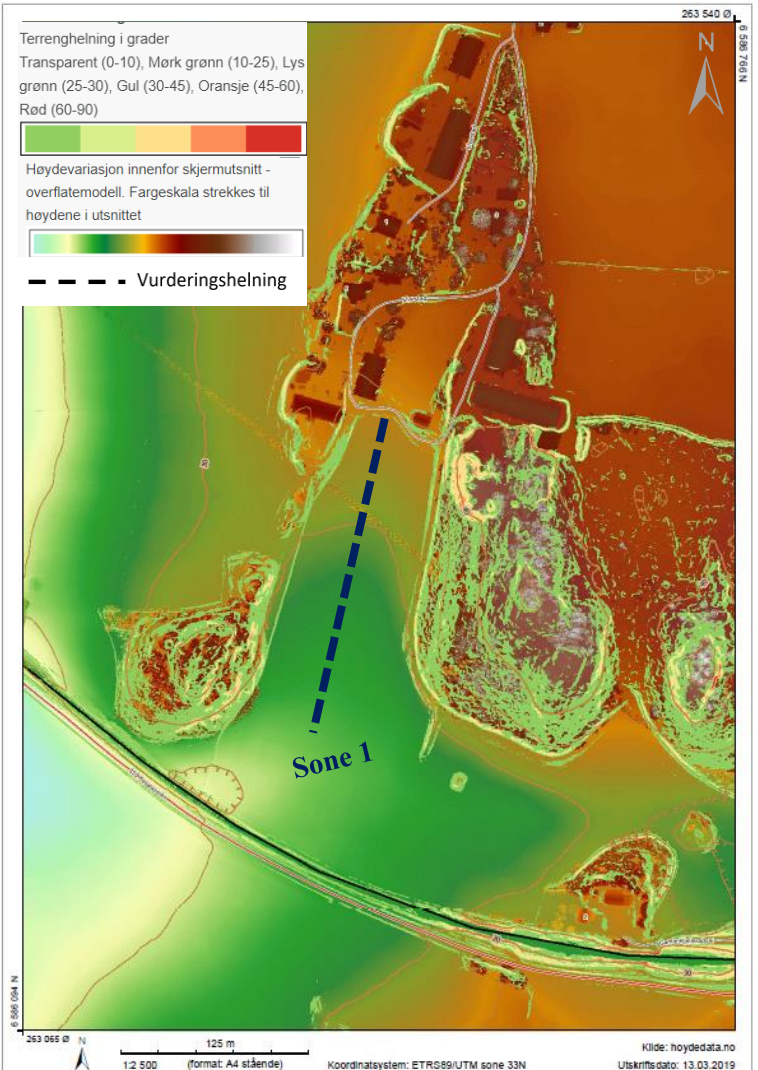 263 540 Ø
6 586 766 N
N
Terrenghelning i grader
Transparent (0-10), Mørk grønn (10-25), Lys
grønn (25-30), Gul (30-45), Oransje (45-60),
Rød (60-90)
Høydevariasjon innenfor skjermutsnitt -
overflatemodell. Fargeskala strekkes til
høydene i utsnittet
Vurderingshelning
Sone 1
30
6 586 094 N
263 065 Ø
N
125 m
1:2 500
(format: A4 stående)
Koordinatsystem: ETRS89/UTM sone 33N
Kilde: hoydedata.no
Utskriftsdato: 13.03.2019